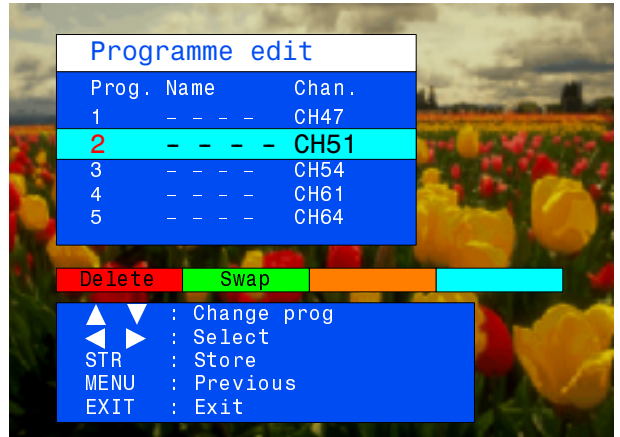 Programme edit
Prog. Name Chan.
1 – – – – CH47
2 – – – – CH51
3 – – – – CH54
4 – – – – CH61
5 – – – – CH64
Delete Swap
▲ ▼ : Change prog
◀ ▶ : Select
STR : Store
MENU : Previous
EXIT : Exit